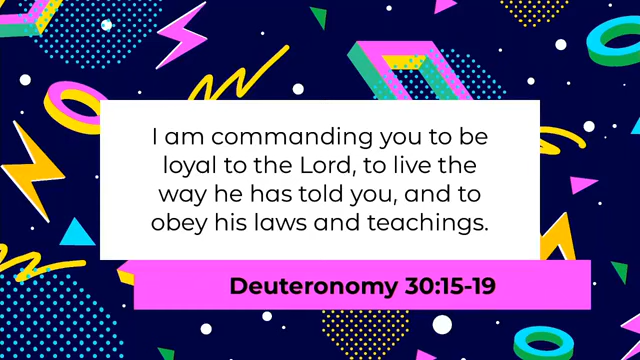 I am commanding you to be
loyal to the Lord, to live the
way he has told you, and to
obey his laws and teachings.
Deuteronomy 30:15-19